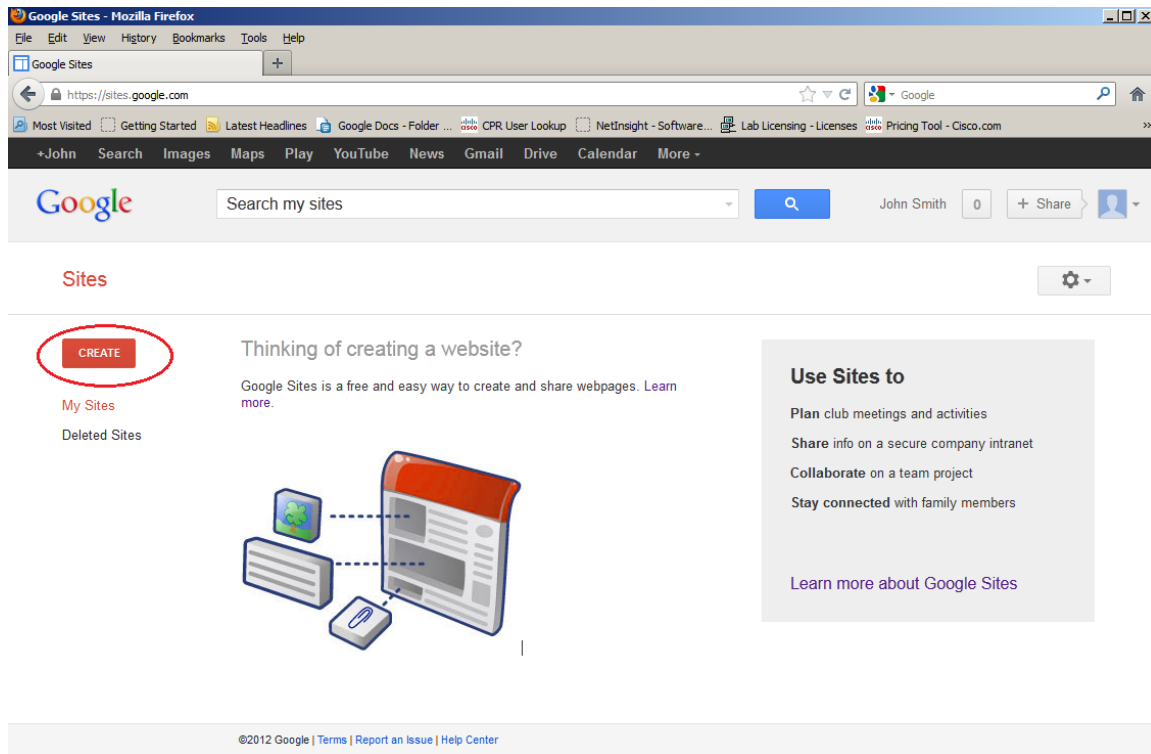 Google Sites - Mozilla Firefox
File Edit View History Bookmarks Tools Help
Google Sites +
https://sites.google.com Google
Most Visited Getting Started Latest Headlines Google Docs - Folder ... CPR User Lookup NetInsight - Software... Lab Licensing - Licenses Pricing Tool - Cisco.com »
+John Search Images Maps Play YouTube News Gmail Drive Calendar More
Google Search my sites John Smith 0 + Share
Sites
CREATE
My Sites
Deleted Sites
Thinking of creating a website?
Google Sites is a free and easy way to create and share webpages. Learn
more.
Use Sites to
Plan club meetings and activities
Share info on a secure company intranet
Collaborate on a team project
Stay connected with family members
Learn more about Google Sites
©2012 Google | Terms | Report an Issue | Help Center